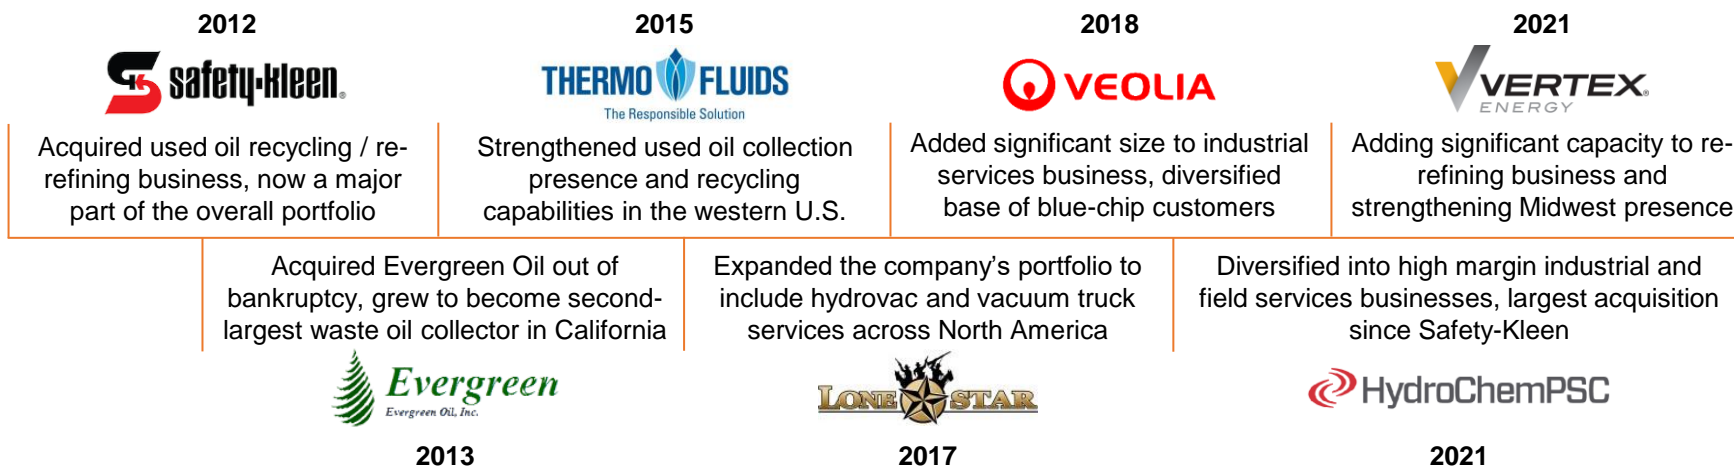 2012
safety-kleen®
Acquired used oil recycling / re-
refining business, now a major
part of the overall portfolio
2015
THERMO FLUIDS
The Responsible Solution
Strengthened used oil collection
presence and recycling
capabilities in the western U.S.
2018
VEOLIA
Added significant size to industrial
services business, diversified
base of blue-chip customers
2021
VERTEX®
ENERGY
Adding significant capacity to re-
refining business and
strengthening Midwest presence
Acquired Evergreen Oil out of
bankruptcy, grew to become second-
largest waste oil collector in California
Evergreen
Evergreen Oil, Inc.
2013
Expanded the company’s portfolio to
include hydrovac and vacuum truck
services across North America
LONE STAR
2017
Diversified into high margin industrial and
field services businesses, largest acquisition
since Safety-Kleen
HydroChemPSC
2021